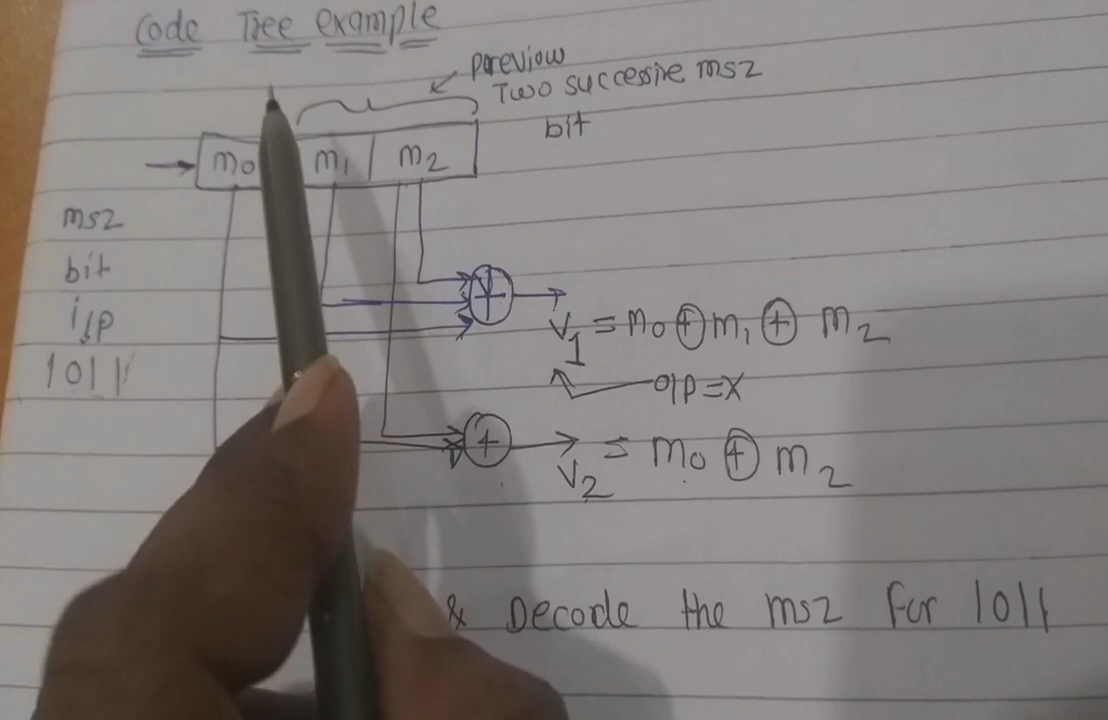 Code Tree example
preview
Two successive msz
bit
m0 m1 m2
msz
bit
i/p
1011
V1 = m0 ⊕ m1 ⊕ m2
o/p = X
V2 = m0 ⊕ m2
& Decode the msz for 1011